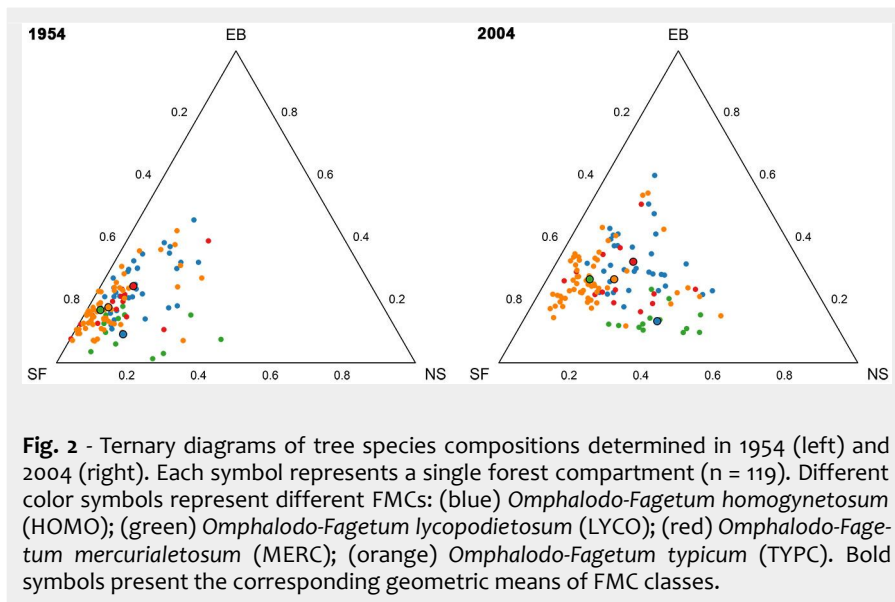 1954 EB 2004 EB
0.2 0.8 0.2 0.8
0.4 0.6 0.4 0.6
0.6 0.4 0.6 0.4
0.8 0.2 0.8 0.2
SF 0.2 0.4 0.6 0.8 NS SF 0.2 0.4 0.6 0.8 NS
Fig. 2 - Ternary diagrams of tree species compositions determined in 1954 (left) and
2004 (right). Each symbol represents a single forest compartment (n = 119). Different
color symbols represent different FMCs: (blue) Omphalodo-Fagetum homogynetosum
(HOMO); (green) Omphalodo-Fagetum lycopodietosum (LYCO); (red) Omphalodo-Fage-
tum mercurialetosum (MERC); (orange) Omphalodo-Fagetum typicum (TYPC). Bold
symbols present the corresponding geometric means of FMC classes.